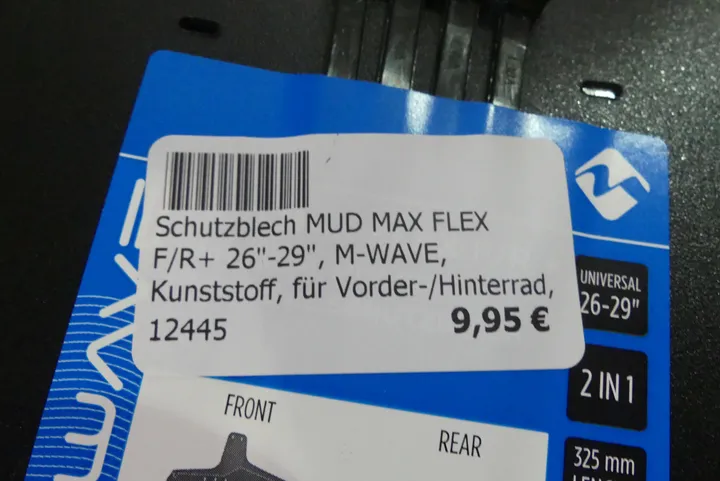 Schutzblech MUD MAX FLEX
F/R+ 26"-29", M-WAVE,
Kunststoff, für Vorder-/Hinterrad,
12445
9,95 €
UNIVERSAL
26-29"
2 IN 1
325 mm
FRONT
REAR